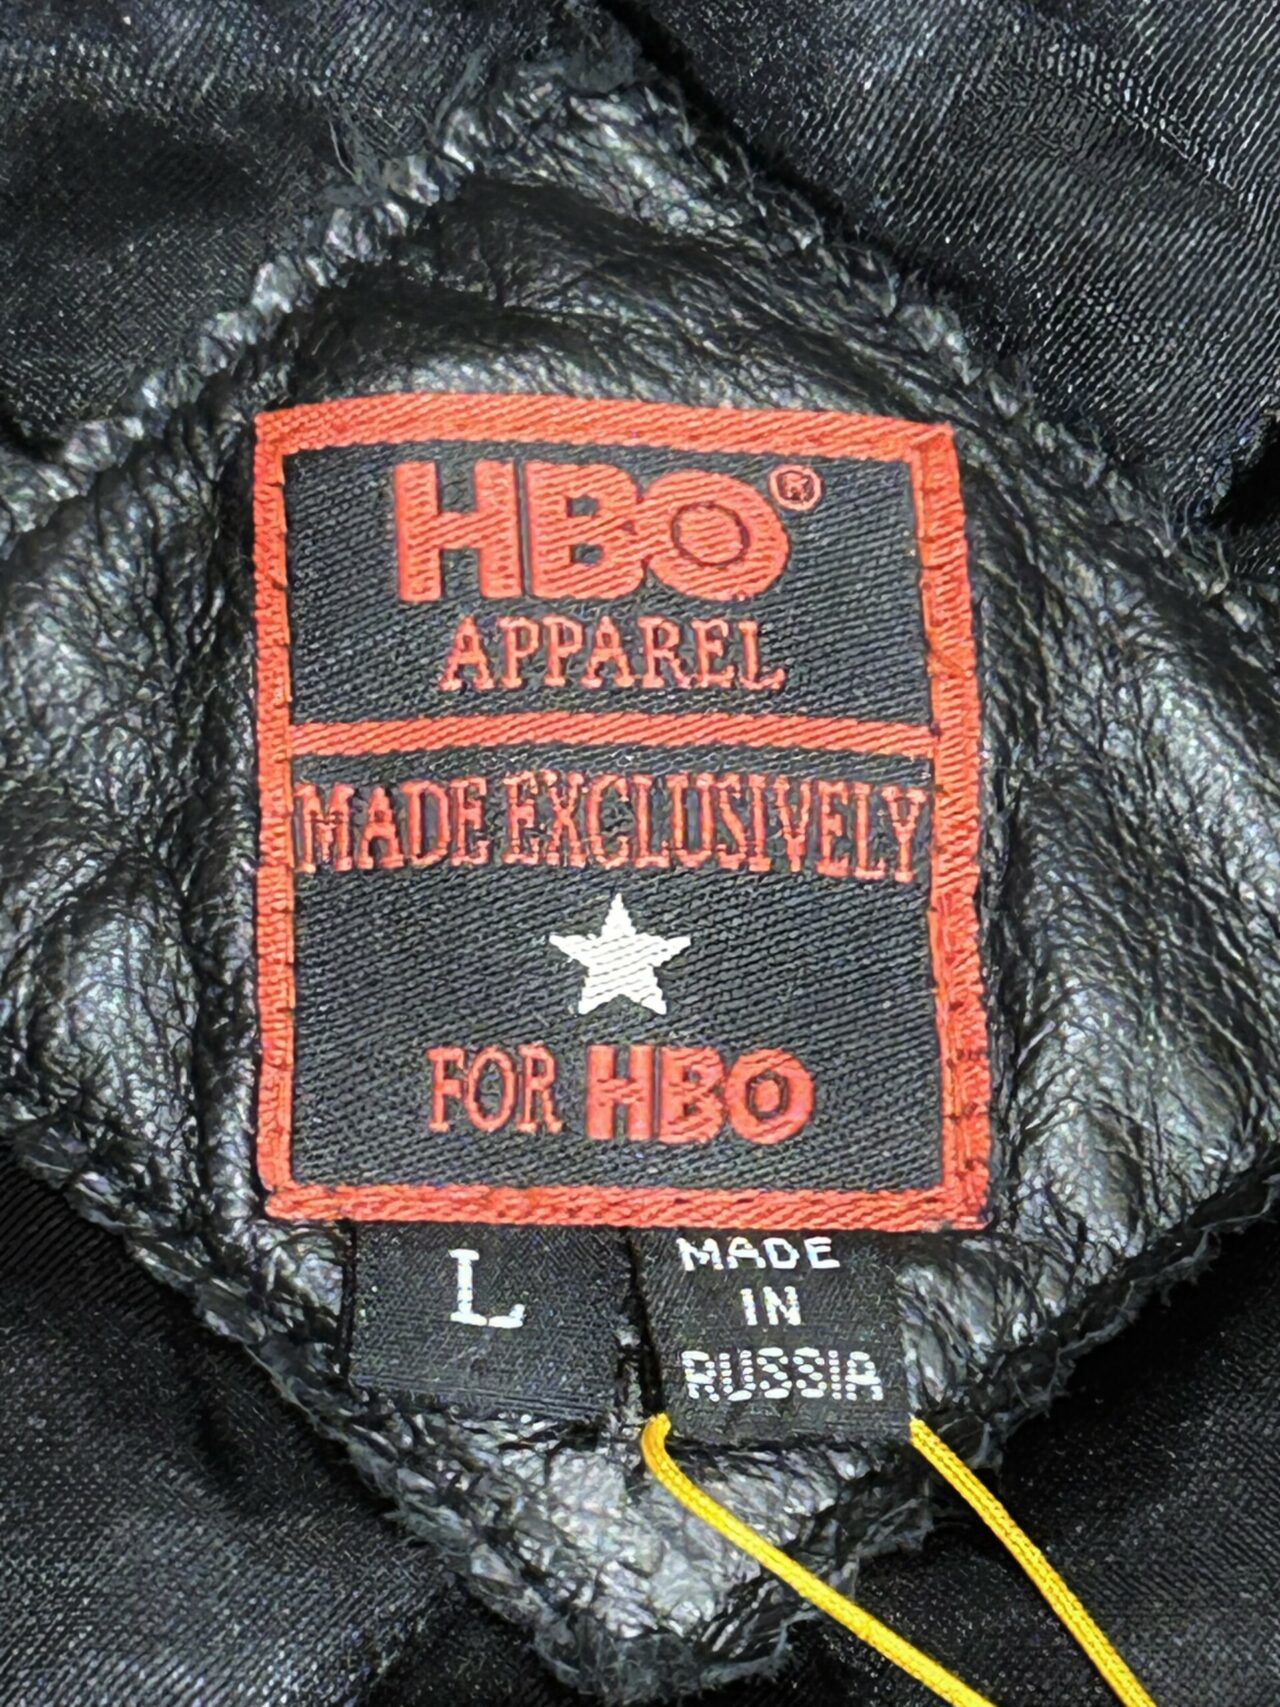 HBO®
APPAREL
MADE EXCLUSIVELY
FOR HBO
L
MADE
IN
RUSSIA